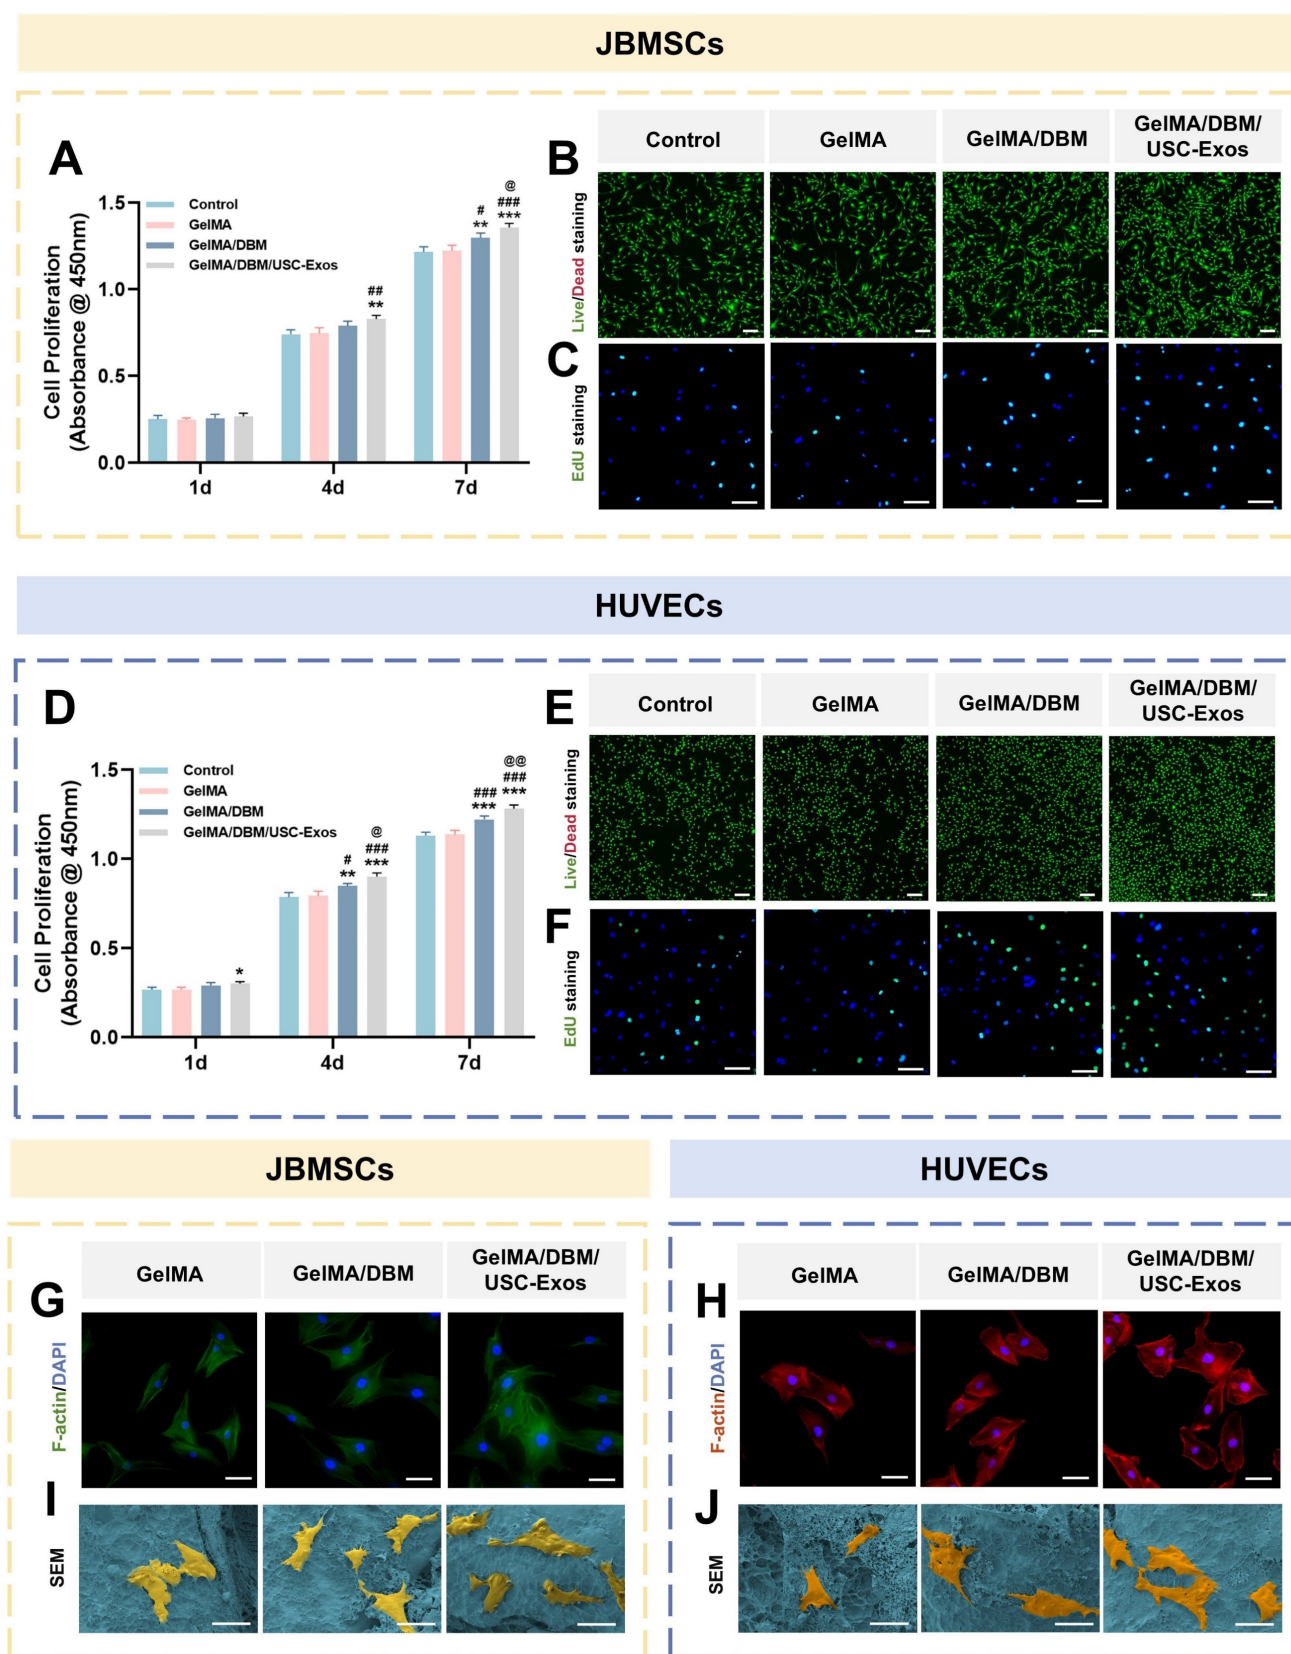 JBMSCs
A
Cell Proliferation
(Absorbance @ 450nm)
1.5
1.0
0.5
0.0
Control
GelMA
GelMA/DBM
GelMA/DBM/USC-Exos
##
**
#
**
@
###
***
1d
4d
7d
B
Control
GelMA
GelMA/DBM
GelMA/DBM/
USC-Exos
Live/Dead staining
C
EdU staining
HUVECs
D
Cell Proliferation
(Absorbance @ 450nm)
1.5
1.0
0.5
0.0
Control
GelMA
GelMA/DBM
GelMA/DBM/USC-Exos
*
#
**
@
###
***
###
***
@@
###
***
1d
4d
7d
E
Control
GelMA
GelMA/DBM
GelMA/DBM/
USC-Exos
Live/Dead staining
F
EdU staining
JBMSCs
G
GelMA
GelMA/DBM
GelMA/DBM/
USC-Exos
F-actin/DAPI
I
SEM
HUVECs
H
GelMA
GelMA/DBM
GelMA/DBM/
USC-Exos
F-actin/DAPI
J
SEM